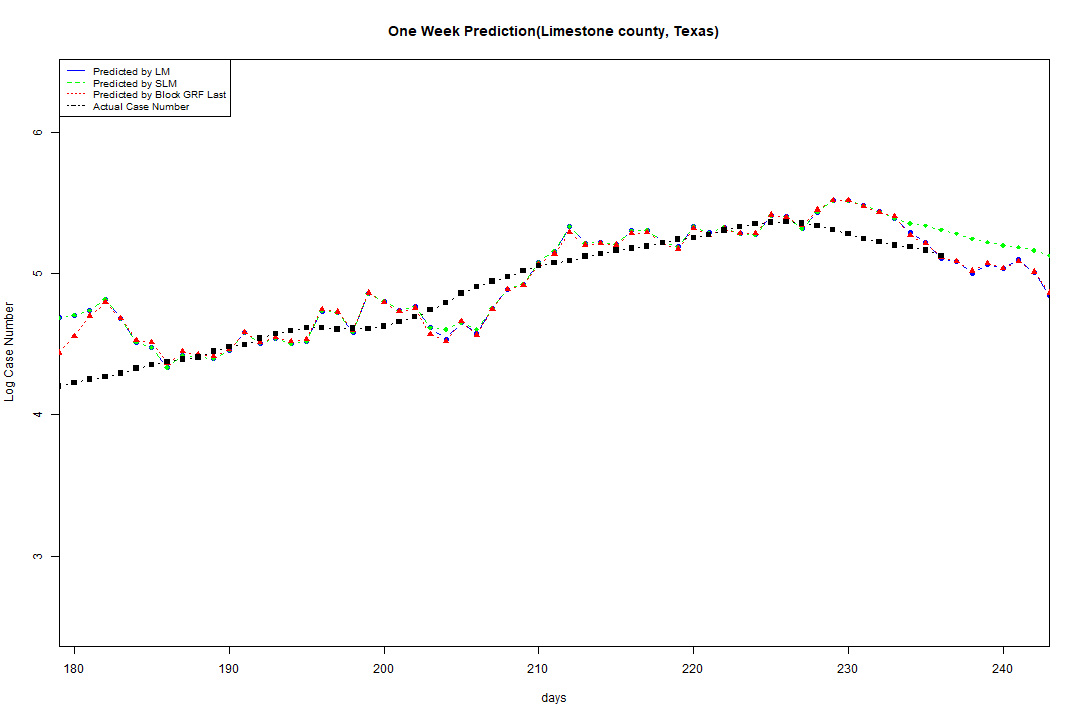 One Week Prediction(Limestone county, Texas)
Predicted by LM
Predicted by SLM
Predicted by Block GRF Last
Actual Case Number
6
5
4
3
Log Case Number
180 190 200 210 220 230 240
days